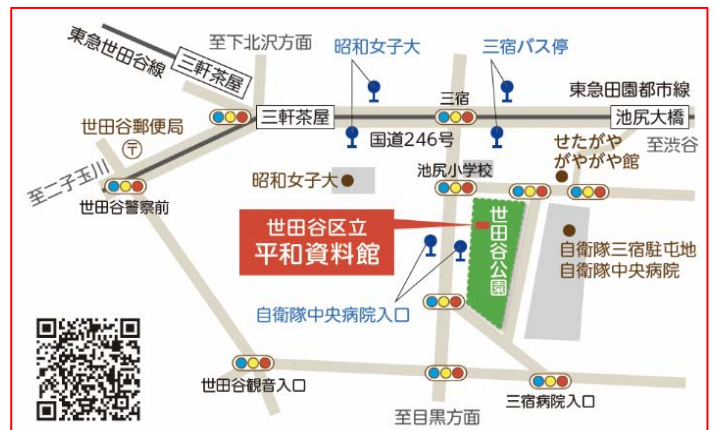 至下北沢方面
昭和女子大
三宿バス停
東急世田谷線
三軒茶屋
東急田園都市線
三宿
三軒茶屋
池尻大橋
世田谷郵便局
〒
国道246号
せたがや
がやがや館
至渋谷
至二子玉川
池尻小学校
昭和女子大
世田谷警察前
世田谷区立
平和資料館
世田谷公園
自衛隊三宿駐屯地
自衛隊中央病院
自衛隊中央病院入口
世田谷観音入口
三宿病院入口
至目黒方面